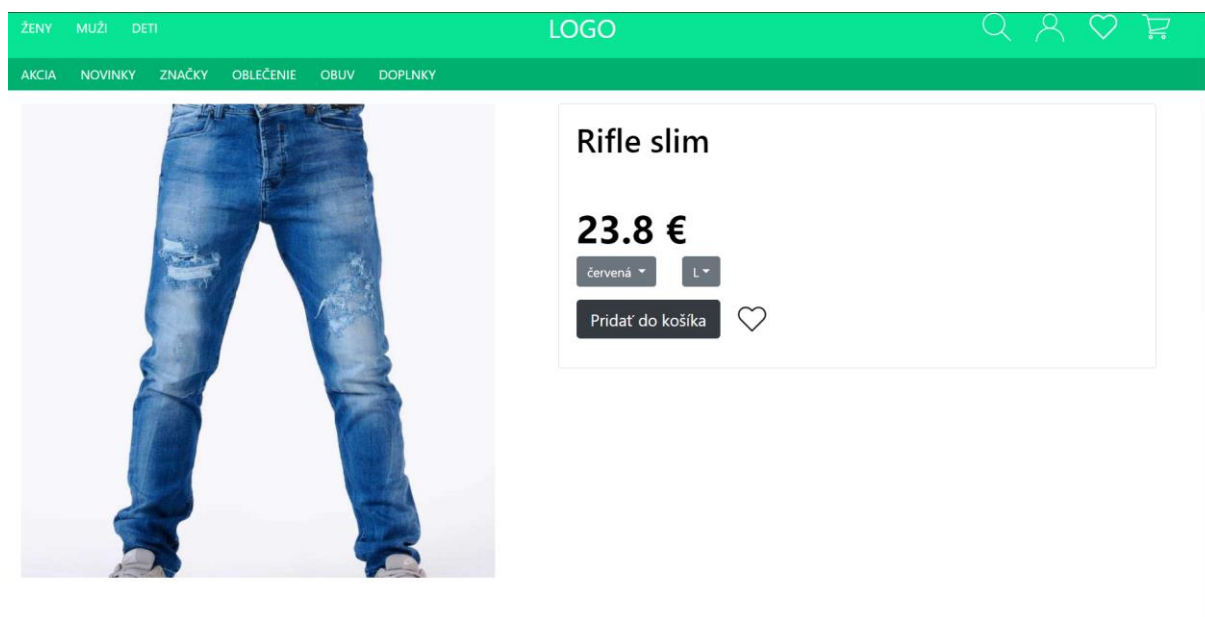 ŽENY MUŽI DETI LOGO
AKCIA NOVINKY ZNAČKY OBLEČENIE OBUV DOPLNKY
Rifle slim
23.8 €
červená L
Pridať do košíka